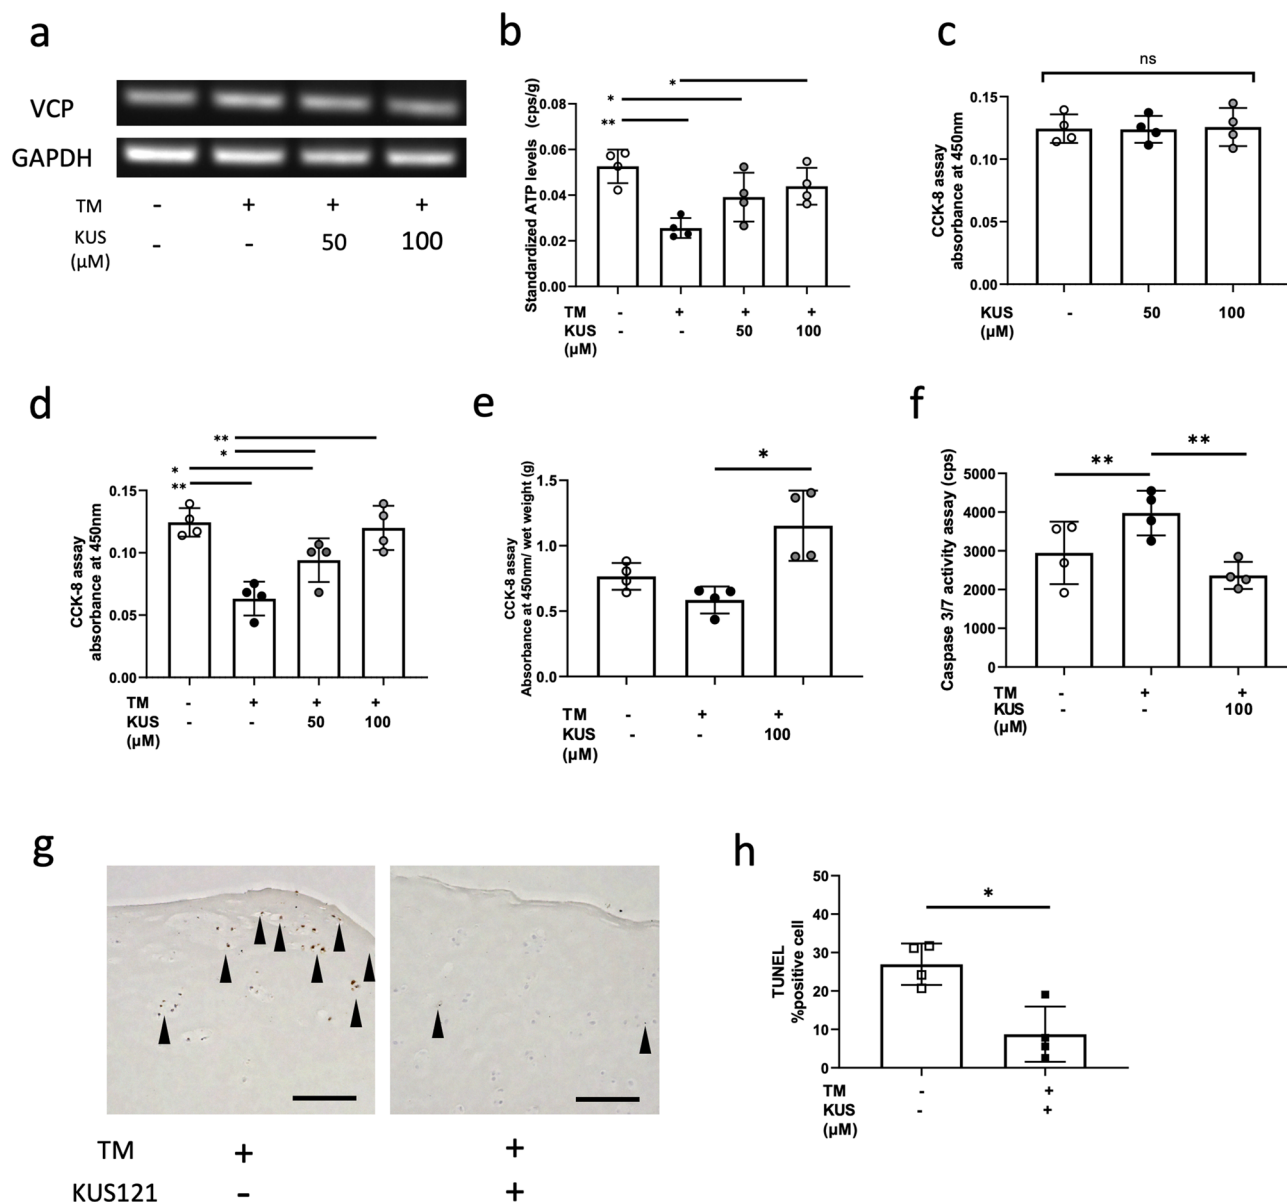 a
VCP
GAPDH
TM - + + +
KUS - - 50 100
(μM)
b
Standardized ATP levels (cps/g)
0.08
0.06
0.04
0.02
0.00
*
*
**
TM - + + +
KUS - - 50 100
(μM)
c
CCK-8 assay
absorbance at 450nm
ns
0.15
0.10
0.05
0.00
KUS - 50 100
(μM)
d
CCK-8 assay
absorbance at 450nm
**
*
*
**
0.15
0.10
0.05
0.00
TM - + + +
KUS - - 50 100
(μM)
e
CCK-8 assay
Absorbance at 450nm/ wet weight (g)
*
1.5
1.0
0.5
0.0
TM - + +
KUS - - 100
(μM)
f
Caspase 3/7 activity assay (cps)
** **
5000
4000
3000
2000
1000
0
TM - + +
KUS - - 100
(μM)
g
TM + +
KUS121 - +
h
TUNEL
%positive cell
*
50
40
30
20
10
0
TM - +
KUS - +
(μM)